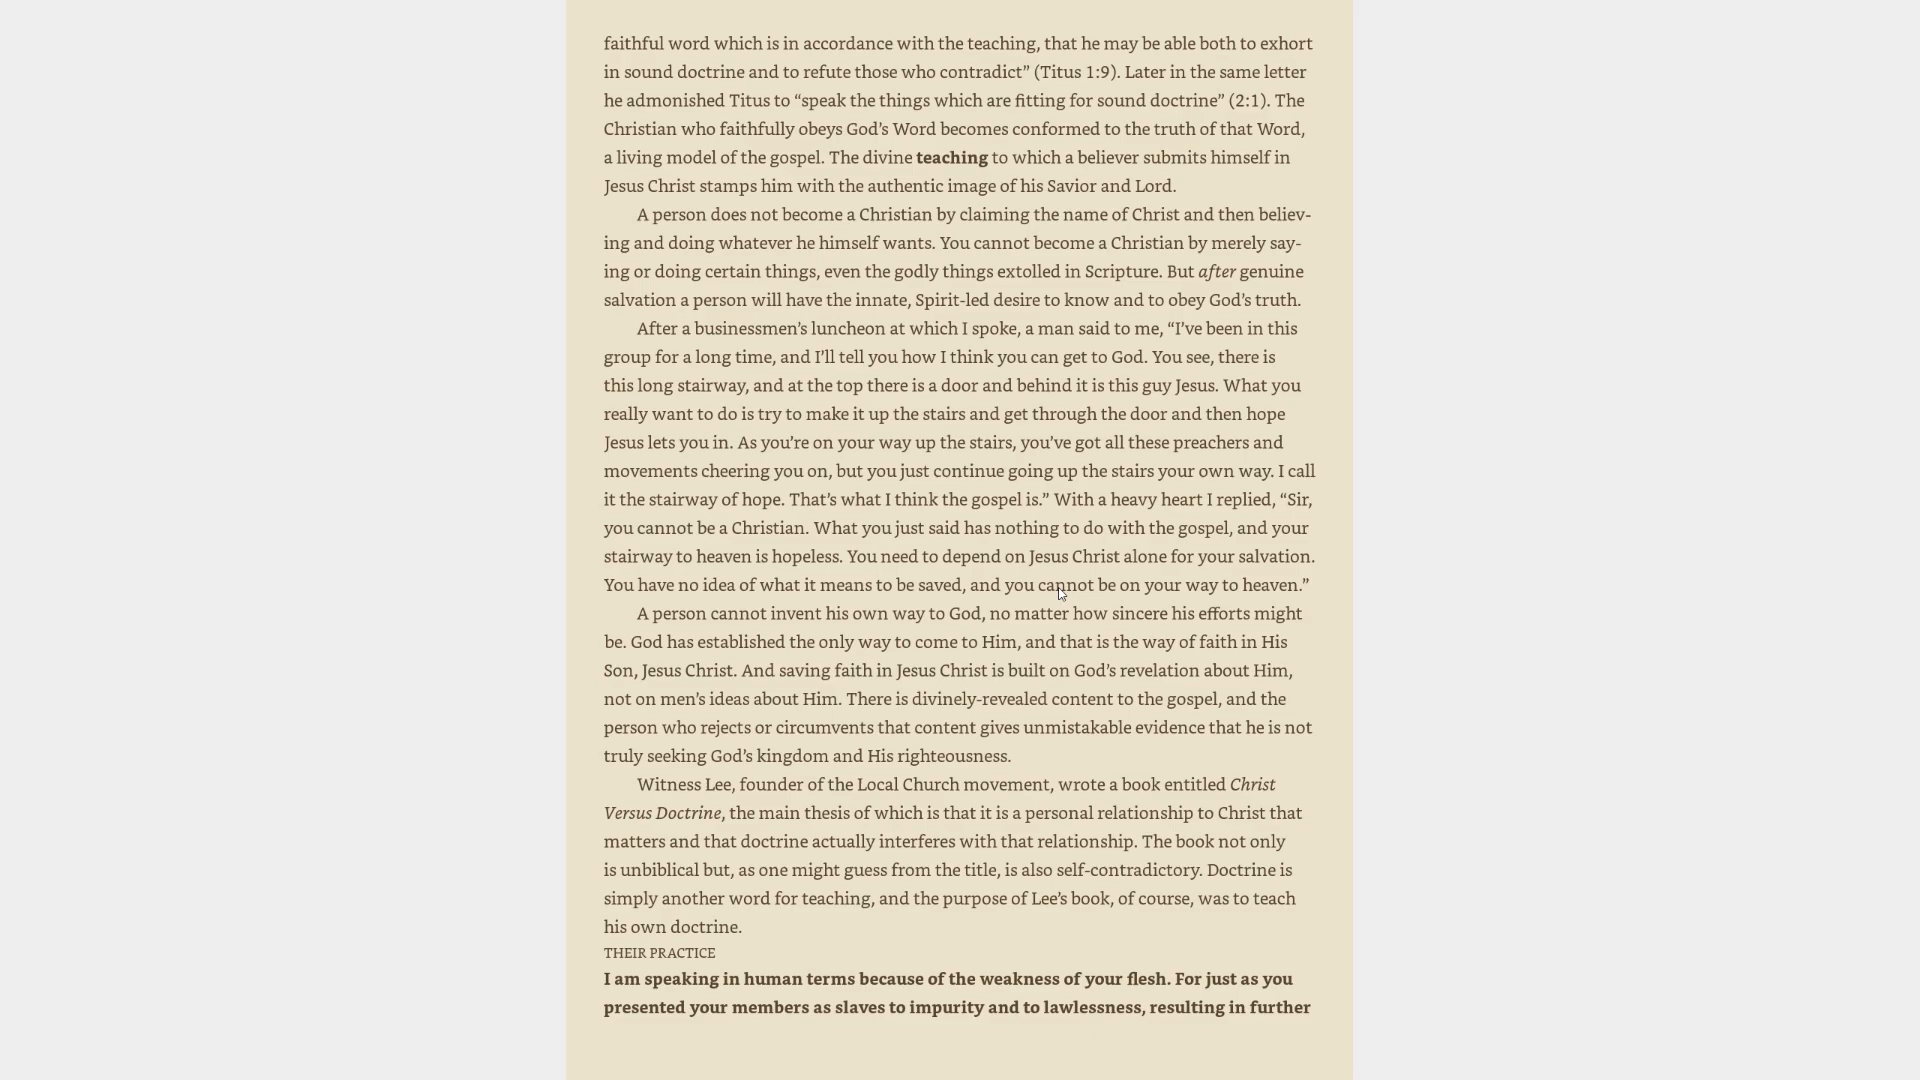 faithful word which is in accordance with the teaching, that he may be able both to exhort
in sound doctrine and to refute those who contradict” (Titus 1:9). Later in the same letter
he admonished Titus to “speak the things which are fitting for sound doctrine” (2:1). The
Christian who faithfully obeys God’s Word becomes conformed to the truth of that Word,
a living model of the gospel. The divine teaching to which a believer submits himself in
Jesus Christ stamps him with the authentic image of his Savior and Lord.
A person does not become a Christian by claiming the name of Christ and then believ-
ing and doing whatever he himself wants. You cannot become a Christian by merely say-
ing or doing certain things, even the godly things extolled in Scripture. But after genuine
salvation a person will have the innate, Spirit-led desire to know and to obey God’s truth.
After a businessmen’s luncheon at which I spoke, a man said to me, “I’ve been in this
group for a long time, and I’ll tell you how I think you can get to God. You see, there is
this long stairway, and at the top there is a door and behind it is this guy Jesus. What you
really want to do is try to make it up the stairs and get through the door and then hope
Jesus lets you in. As you’re on your way up the stairs, you’ve got all these preachers and
movements cheering you on, but you just continue going up the stairs your own way. I call
it the stairway of hope. That’s what I think the gospel is.” With a heavy heart I replied, “Sir,
you cannot be a Christian. What you just said has nothing to do with the gospel, and your
stairway to heaven is hopeless. You need to depend on Jesus Christ alone for your salvation.
You have no idea of what it means to be saved, and you cannot be on your way to heaven.”
A person cannot invent his own way to God, no matter how sincere his efforts might
be. God has established the only way to come to Him, and that is the way of faith in His
Son, Jesus Christ. And saving faith in Jesus Christ is built on God’s revelation about Him,
not on men’s ideas about Him. There is divinely-revealed content to the gospel, and the
person who rejects or circumvents that content gives unmistakable evidence that he is not
truly seeking God’s kingdom and His righteousness.
Witness Lee, founder of the Local Church movement, wrote a book entitled Christ
Versus Doctrine, the main thesis of which is that it is a personal relationship to Christ that
matters and that doctrine actually interferes with that relationship. The book not only
is unbiblical but, as one might guess from the title, is also self-contradictory. Doctrine is
simply another word for teaching, and the purpose of Lee’s book, of course, was to teach
his own doctrine.
THEIR PRACTICE
I am speaking in human terms because of the weakness of your flesh. For just as you
presented your members as slaves to impurity and to lawlessness, resulting in further